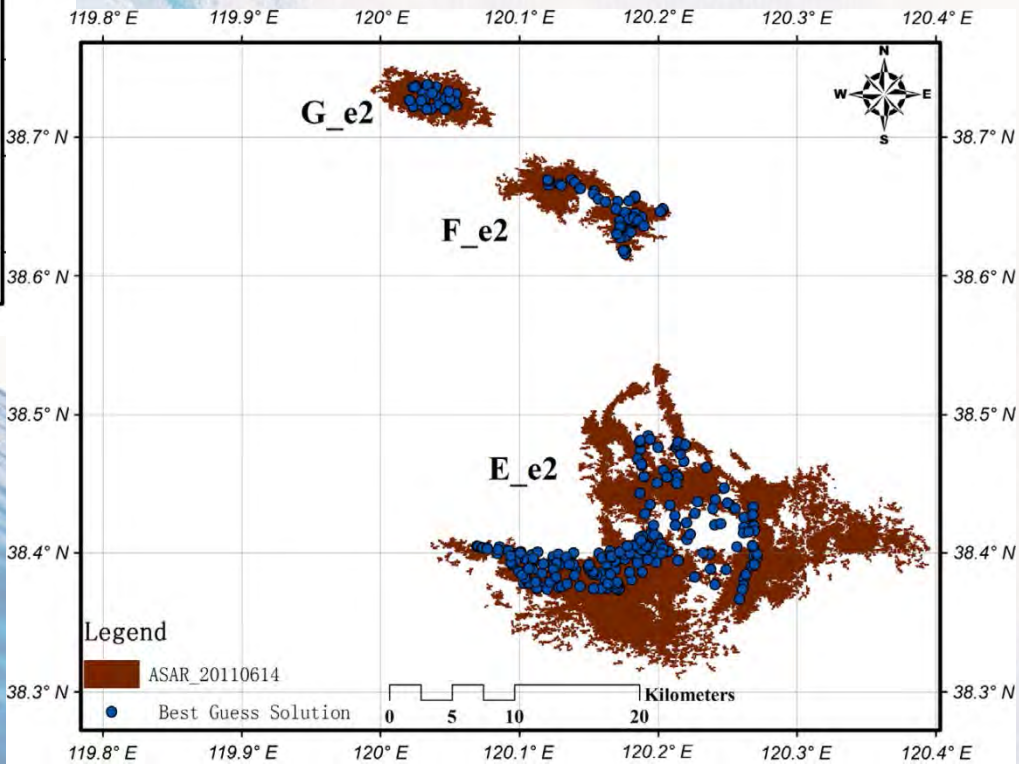 119.8° E 119.9° E 120° E 120.1° E 120.2° E 120.3° E 120.4° E
N
W E
S
G_e2
38.7° N 38.7° N
F_e2
38.6° N 38.6° N
38.5° N 38.5° N
E_e2
38.4° N 38.4° N
Legend
ASAR_20110614
38.3° N 38.3° N
Kilometers
Best Guess Solution
0 5 10 20
119.8° E 119.9° E 120° E 120.1° E 120.2° E 120.3° E 120.4° E